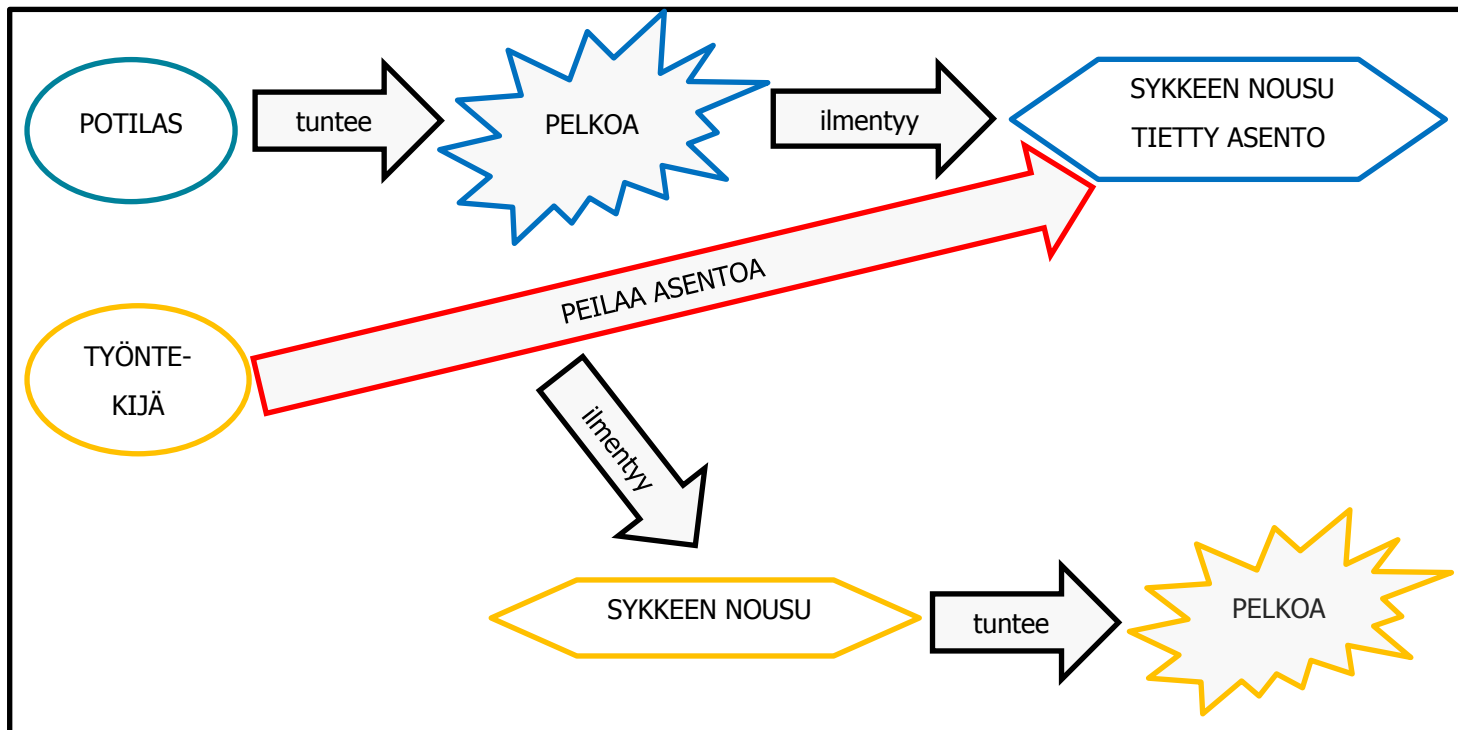 POTILAS
tuntee
PELKOA
ilmentyy
SYKKEEN NOUSU
TIETTY ASENTO
PEILAA ASENTOA
TYÖNTE-
KIJÄ
ilmentyy
SYKKEEN NOUSU
tuntee
PELKOA